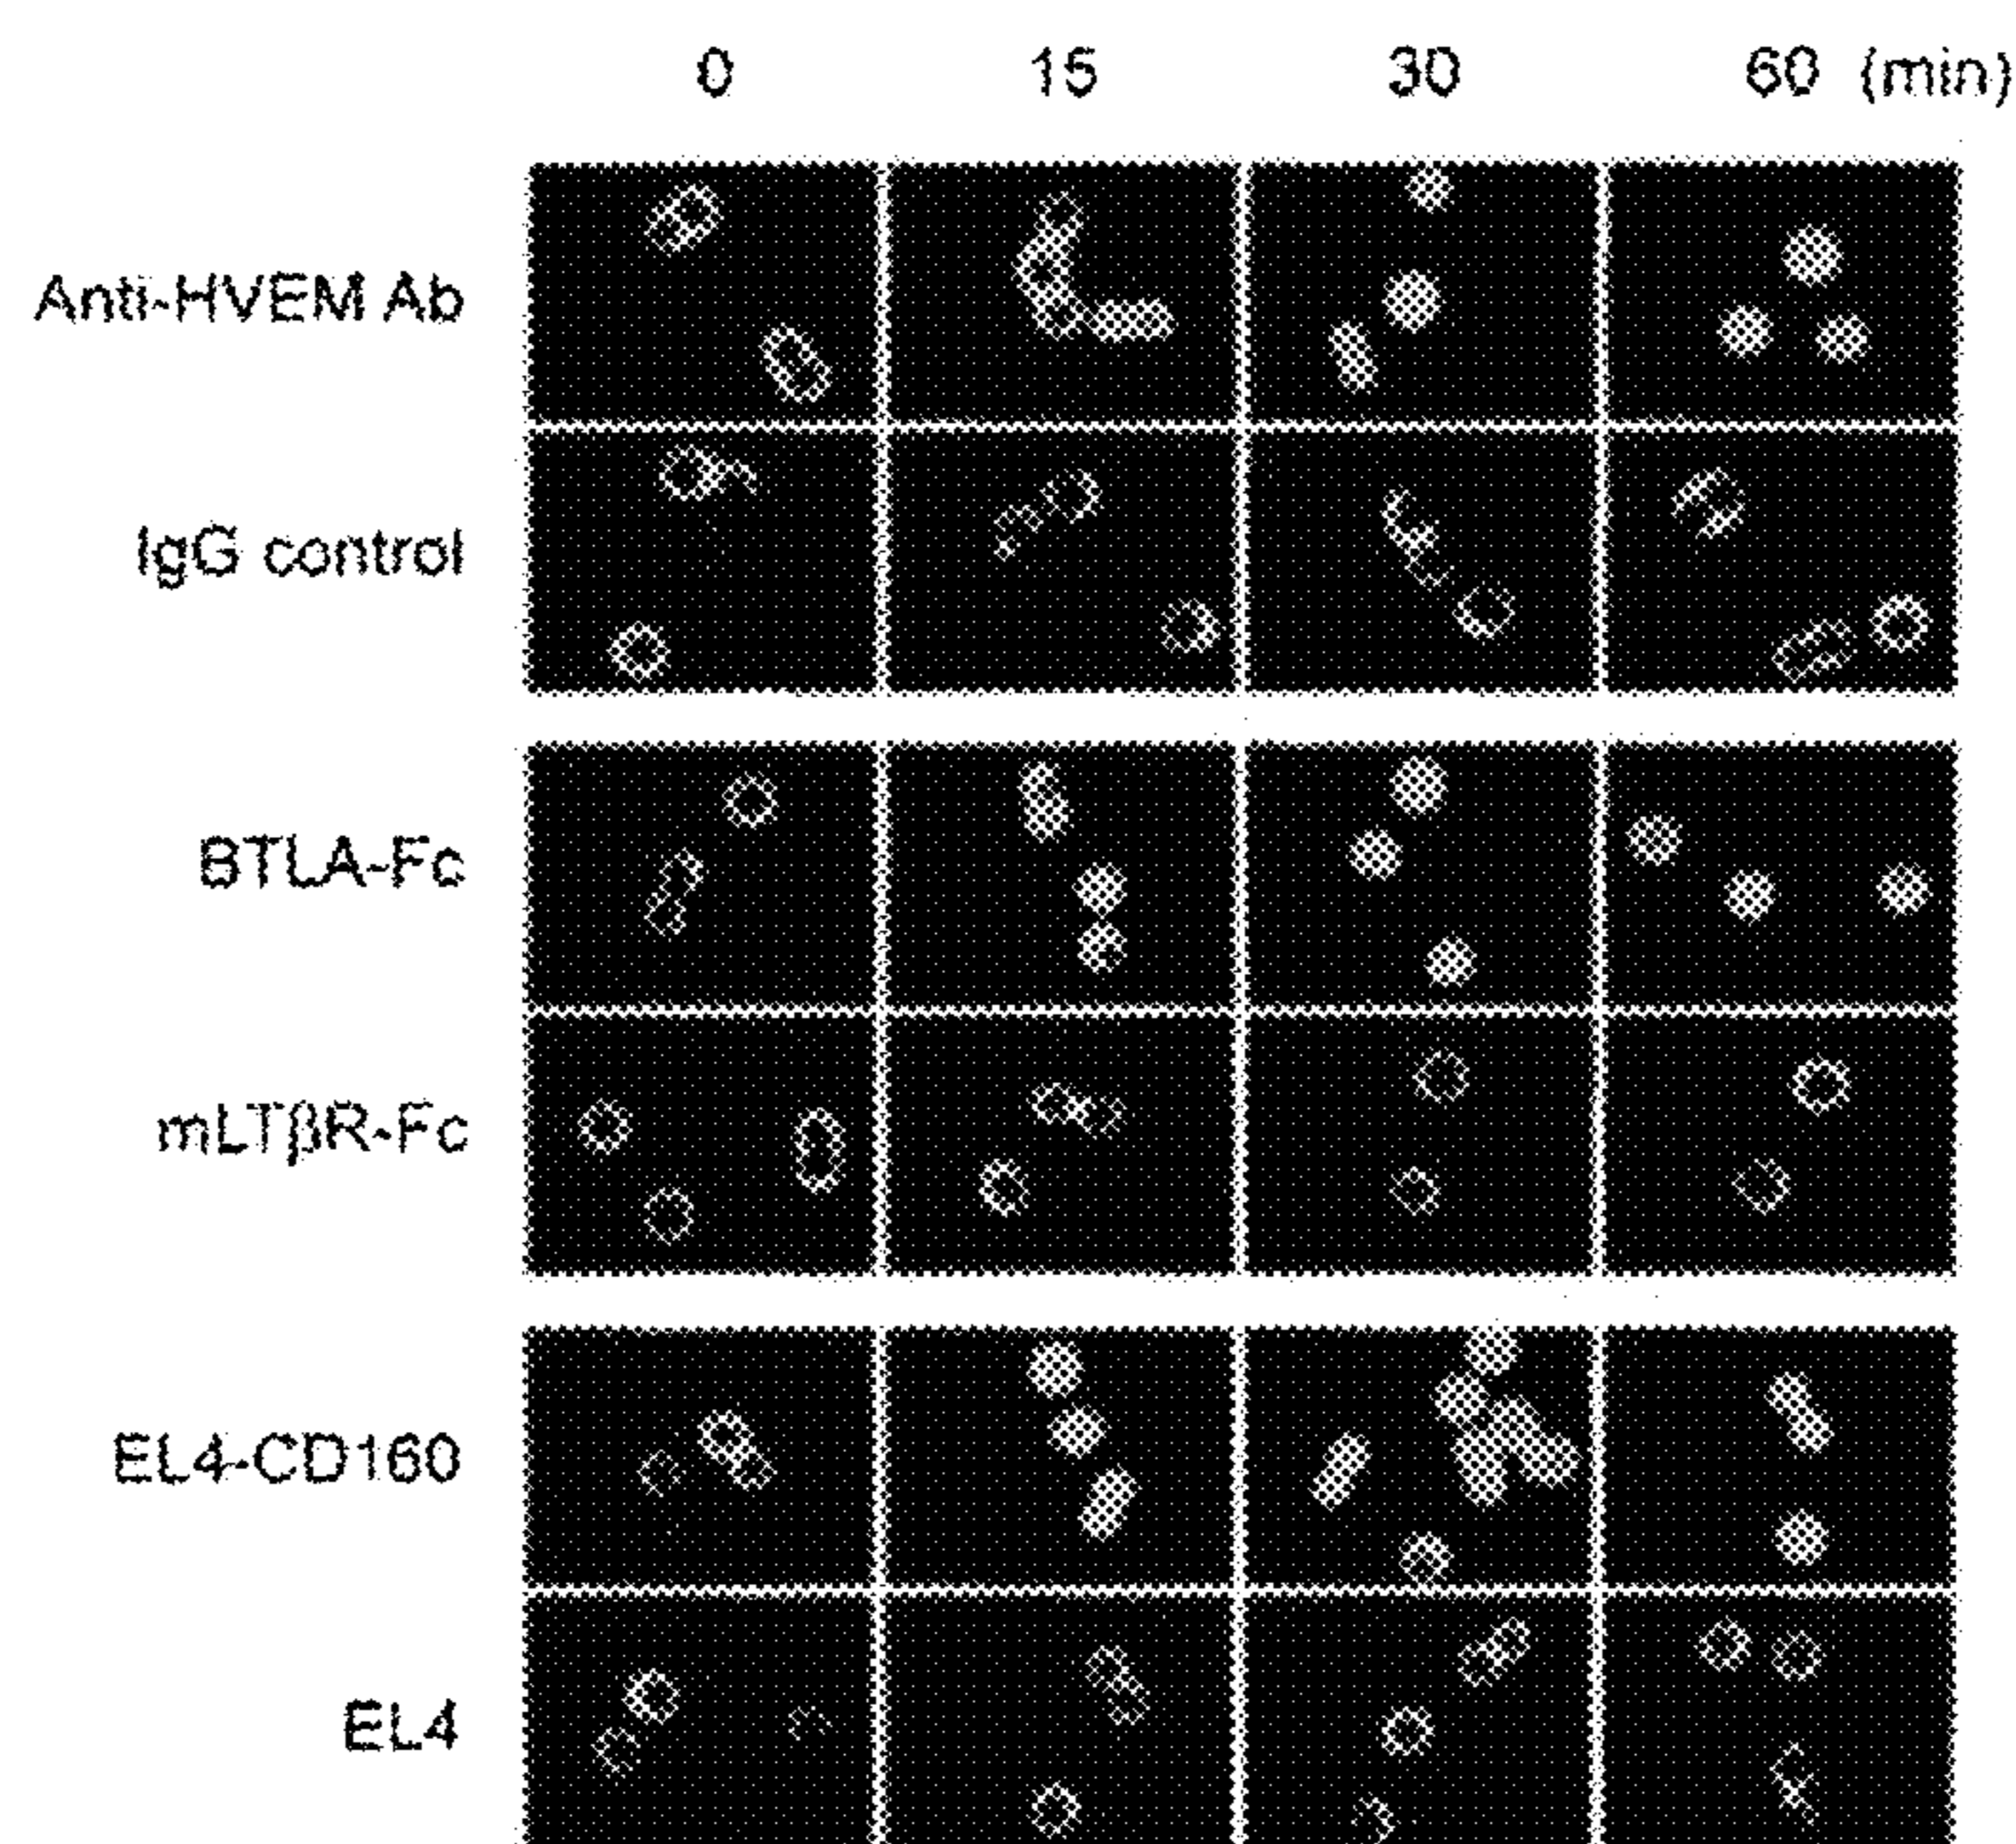 0 15 30 60 (min)
Anti-HVEM Ab
IgG control
BTLA-Fc
mLTβR-Fc
EL4-CD160
EL4